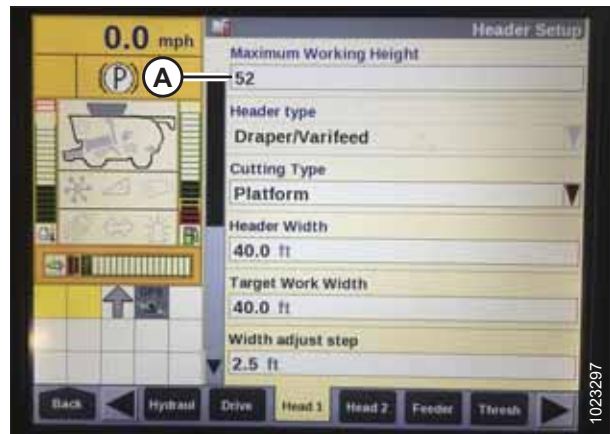 0.0 mph
Header Setup
(P)
A
Maximum Working Height
52
Header type
Draper/Varifeed
Cutting Type
Platform
Header Width
40.0 ft
Target Work Width
40.0 ft
Width adjust step
2.5 ft
Back
Hydraul
Drive
Head 1
Head 2
Feeder
Thresh
1023297